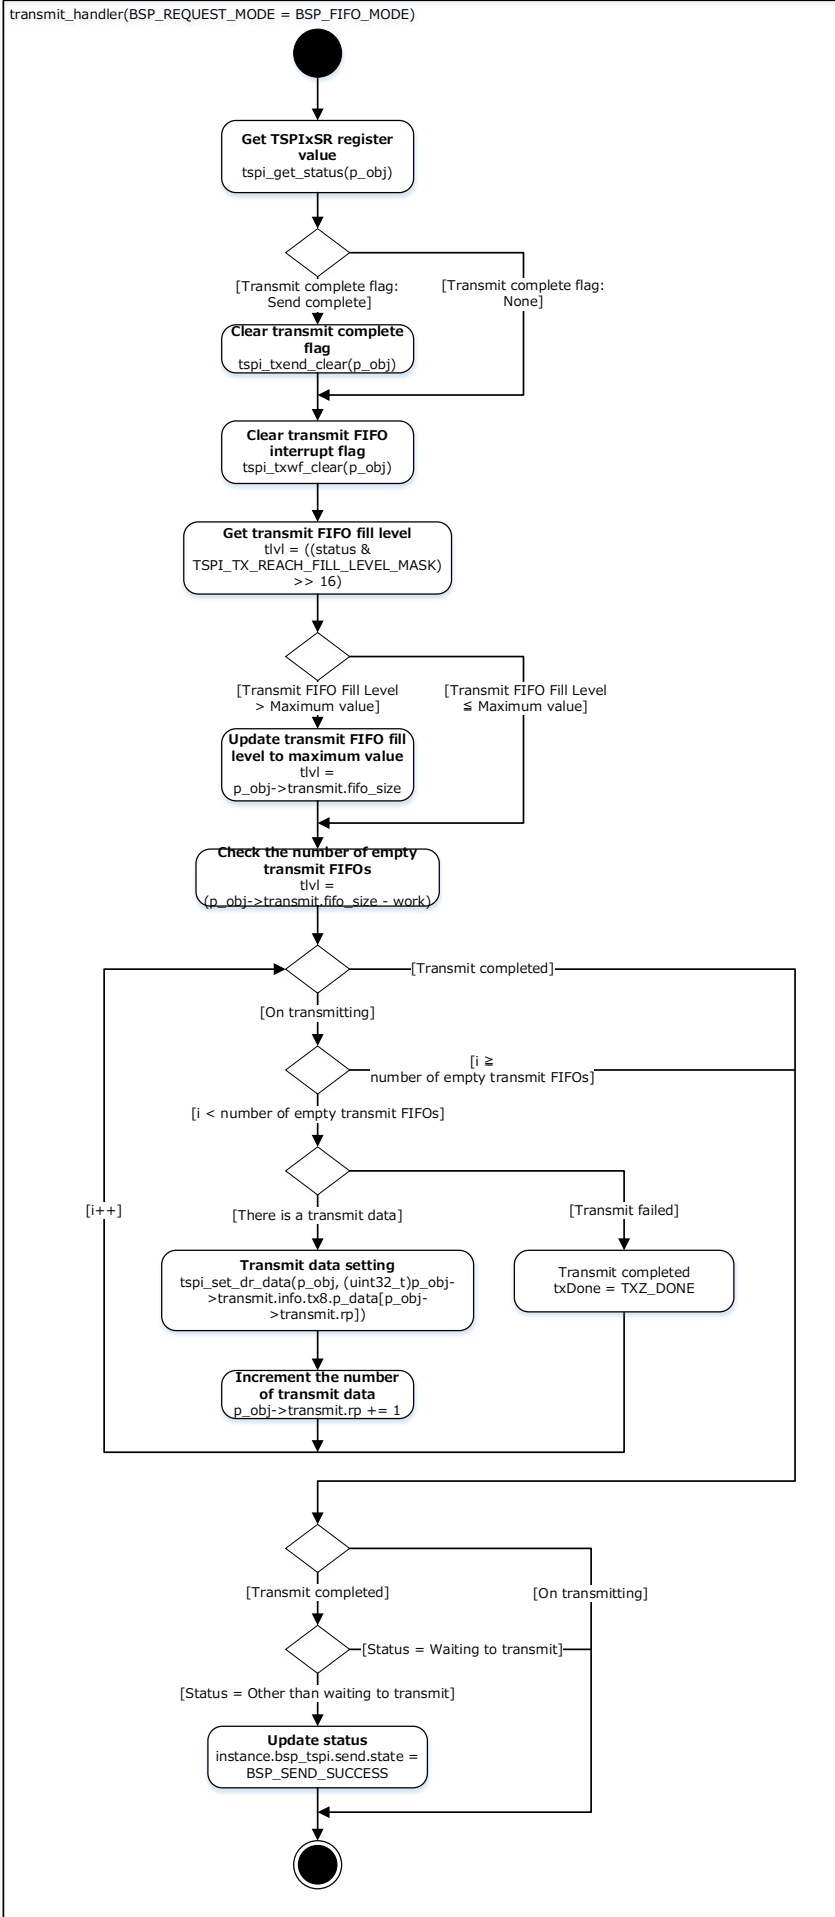 transmit_handler(BSP_REQUEST_MODE = BSP_FIFO_MODE)
Get TSPIxSR register
value
tspi_get_status(p_obj)
[Transmit complete flag:
Send complete]
[Transmit complete flag:
None]
Clear transmit complete
flag
tspi_txend_clear(p_obj)
Clear transmit FIFO
interrupt flag
tspi_txwf_clear(p_obj)
Get transmit FIFO fill level
tlvl = ((status &
TSPI_TX_REACH_FILL_LEVEL_MASK)
>> 16)
[Transmit FIFO Fill Level
> Maximum value]
[Transmit FIFO Fill Level
≦ Maximum value]
Update transmit FIFO fill
level to maximum value
tlvl =
p_obj->transmit.fifo_size
Check the number of empty
transmit FIFOs
tlvl =
(p_obj->transmit.fifo_size - work)
[Transmit completed]
[On transmitting]
[i ≧
number of empty transmit FIFOs]
[i < number of empty transmit FIFOs]
[i++]
[There is a transmit data]
[Transmit failed]
Transmit data setting
tspi_set_dr_data(p_obj, (uint32_t)p_obj-
>transmit.info.tx8.p_data[p_obj-
>transmit.rp])
Transmit completed
txDone = TXZ_DONE
Increment the number
of transmit data
p_obj->transmit.rp += 1
[Transmit completed]
[On transmitting]
[Status = Waiting to transmit]
[Status = Other than waiting to transmit]
Update status
instance.bsp_tspi.send.state =
BSP_SEND_SUCCESS